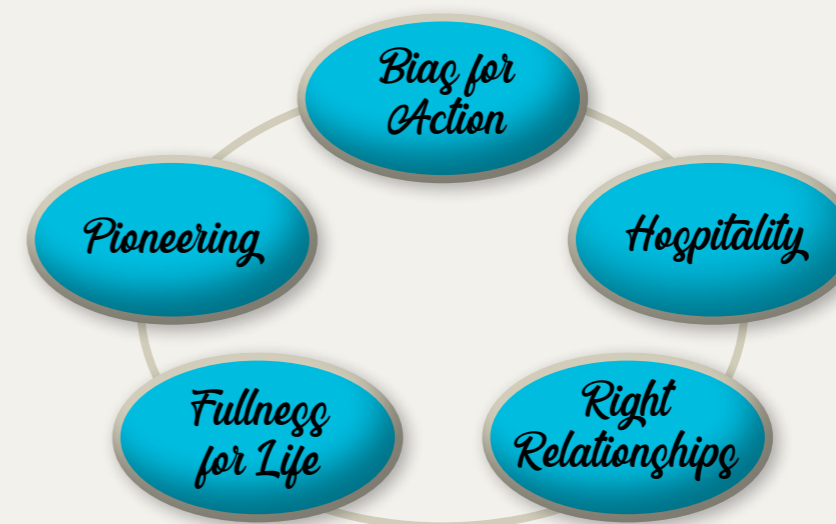 Bias for
Action
Pioneering
Hospitality
Fullness
for Life
Right
Relationships